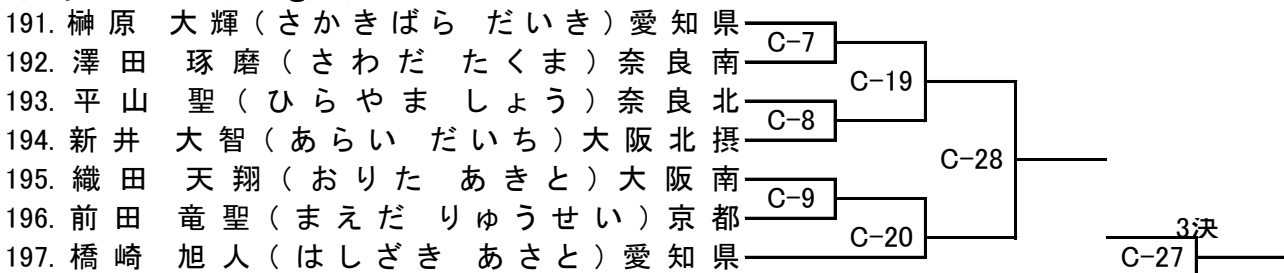 191. 榊原 大輝(さかきばら だいき)愛知県
C-7
192. 澤田 琢磨(さわだ たくま)奈良南
C-19
193. 平山 聖(ひらやま しょう)奈良北
C-8
194. 新井 大智(あらい だいち)大阪北摂
C-28
195. 織田 天翔(おりた あきと)大阪南
C-9
196. 前田 竜聖(まえだ りゅうせい)京都
C-20
3決
197. 橋崎 旭人(はしざき あさと)愛知県
C-27